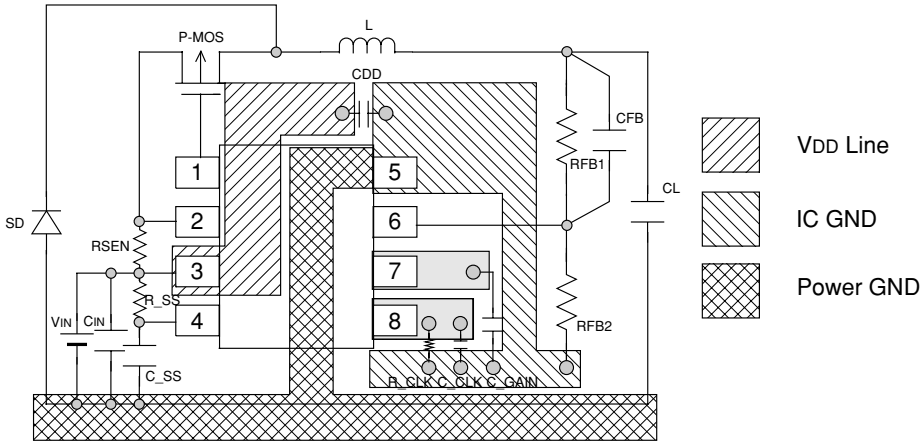 L
P-MOS
CDD
CFB
RFB1
CL
1
5
2
6
SD
RSEN
3
7
R_SS
VIN
CIN
4
8
RFB2
C_SS
R_CLK
C_CLK
C_GAIN
VDD Line
IC GND
Power GND